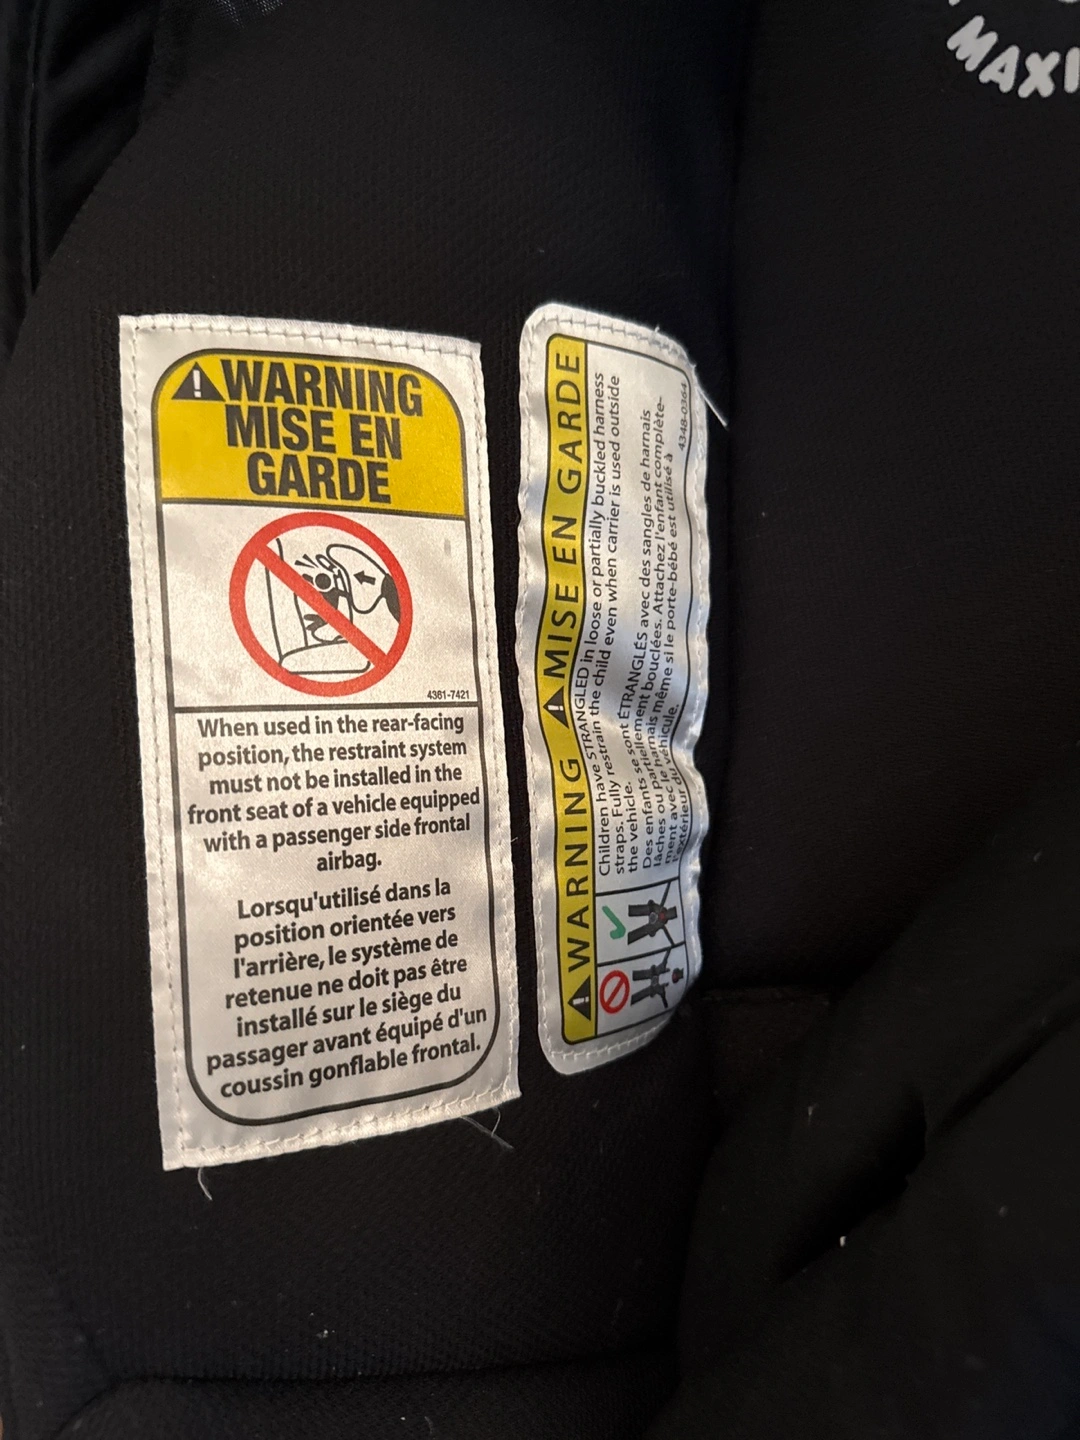 MAXI
WARNING
MISE EN
GARDE
4361-7421
When used in the rear-facing
position, the restraint system
must not be installed in the
front seat of a vehicle equipped
with a passenger side frontal
airbag.
Lorsqu'utilisé dans la
position orientée vers
l'arrière, le système de
retenue ne doit pas être
installé sur le siège du
passager avant équipé d'un
coussin gonflable frontal.
WARNING MISE EN GARDE
Children have STRANGLED in loose or partially buckled harness
straps. Fully restrain the child even when carrier is used outside
the vehicle.
Des enfants se sont ÉTRANGLÉS avec des sangles de harnais
lâches ou partiellement bouclées. Attachez l'enfant complète-
ment avec le harnais même si le porte-bébé est utilisé à
l'extérieur du véhicule.
4348-0364